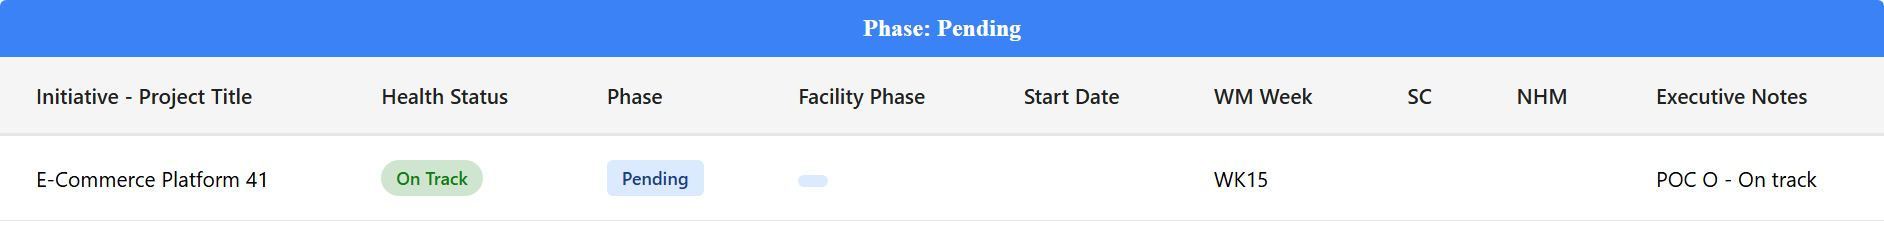 Phase: Pending
Initiative - Project Title Health Status Phase Facility Phase Start Date WM Week SC NHM Executive Notes
E-Commerce Platform 41 On Track Pending WK15 POC O - On track